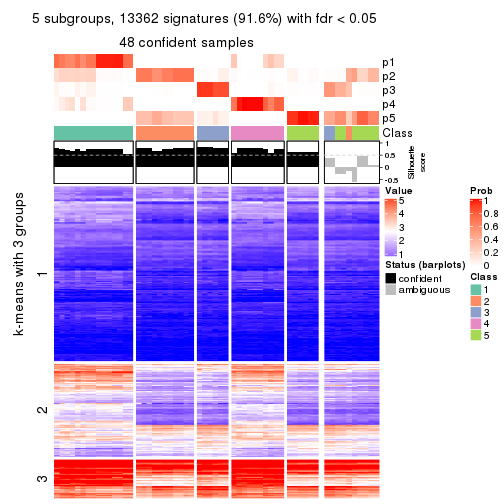 5 subgroups, 13362 signatures (91.6%) with fdr < 0.05
48 confident samples
p1
p2
p3
p4
p5
Class
1
0.5
0
-0.5
Silhouette
score
k-means with 3 groups
1
2
3
Value
5
4
3
2
1
Status (barplots)
confident
ambiguous
Prob
1
0.8
0.6
0.4
0.2
0
Class
1
2
3
4
5